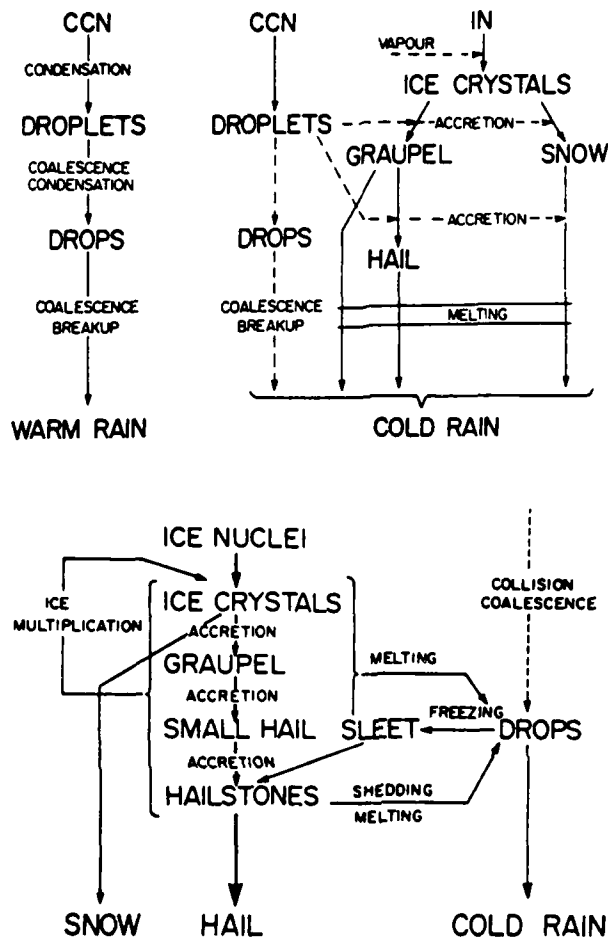 CCN
CONDENSATION
DROPLETS
COALESCENCE
CONDENSATION
DROPS
COALESCENCE
BREAKUP
WARM RAIN
CCN
IN
VAPOUR
ICE CRYSTALS
DROPLETS
ACCRETION
GRAUPEL
SNOW
ACCRETION
DROPS
HAIL
COALESCENCE
BREAKUP
MELTING
COLD RAIN
ICE NUCLEI
ICE
MULTIPLICATION
ICE CRYSTALS
ACCRETION
GRAUPEL
ACCRETION
SMALL HAIL
ACCRETION
HAILSTONES
MELTING
SLEET
FREEZING
SHEDDING
MELTING
COLLISION
COALESCENCE
DROPS
SNOW
HAIL
COLD RAIN